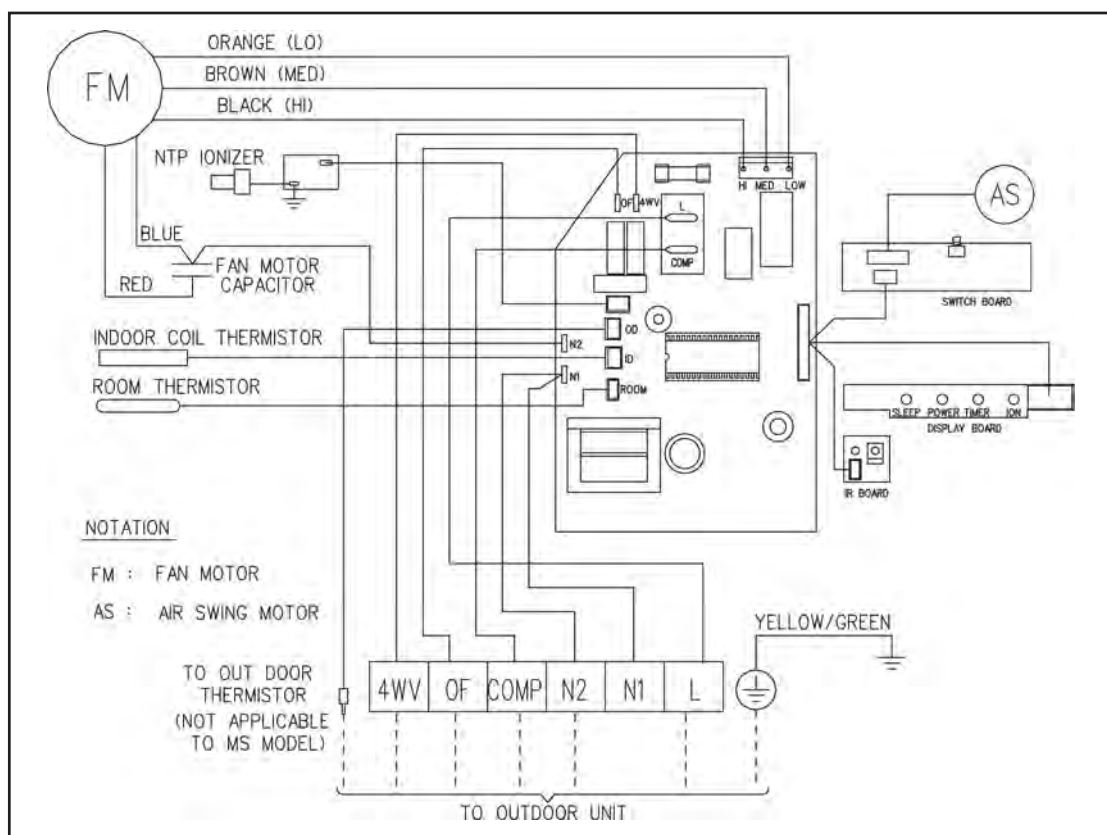 ORANGE (LO)
BROWN (MED)
BLACK (HI)
FM
NTP IONIZER
BLUE
FAN MOTOR
CAPACITOR
RED
INDOOR COIL THERMISTOR
ROOM THERMISTOR
HI MED LOW
OF 4WV
L
COMP
OD
N2
ID
N1
ROOM
AS
SWITCH BOARD
SLEEP POWER TIMER ION
DISPLAY BOARD
IR BOARD
NOTATION
FM : FAN MOTOR
AS : AIR SWING MOTOR
YELLOW/GREEN
TO OUT DOOR
THERMISTOR
(NOT APPLICABLE
TO MS MODEL)
4WV OF COMP N2 N1 L
TO OUTDOOR UNIT